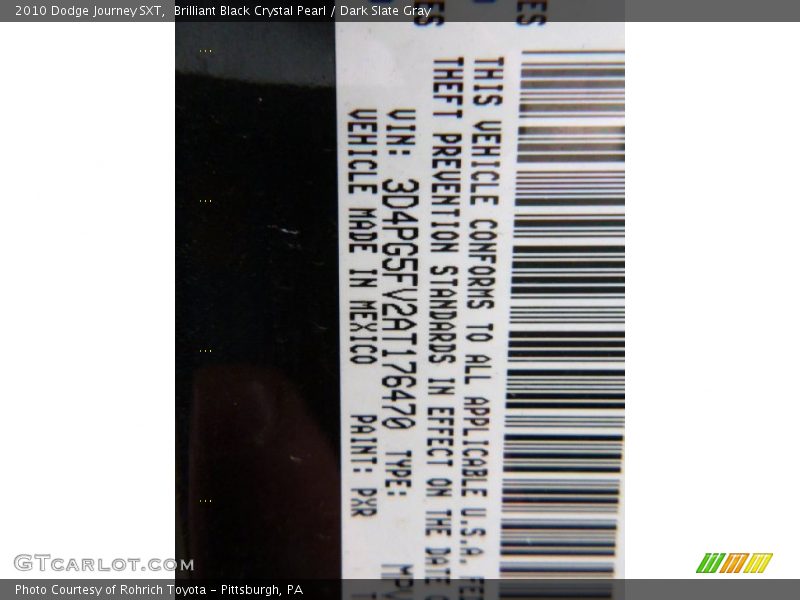 2010 Dodge Journey SXT, Brilliant Black Crystal Pearl / Dark Slate Gray
THIS VEHICLE CONFORMS TO ALL APPLICABLE U.S.A.
THEFT PREVENTION STANDARDS IN EFFECT ON THE DATE
VIN: 3D4PG5FV2AT176470 TYPE: MPV
VEHICLE MADE IN MEXICO PAINT: PXR
GTcarlot.com
Photo Courtesy of Rohrich Toyota - Pittsburgh, PA